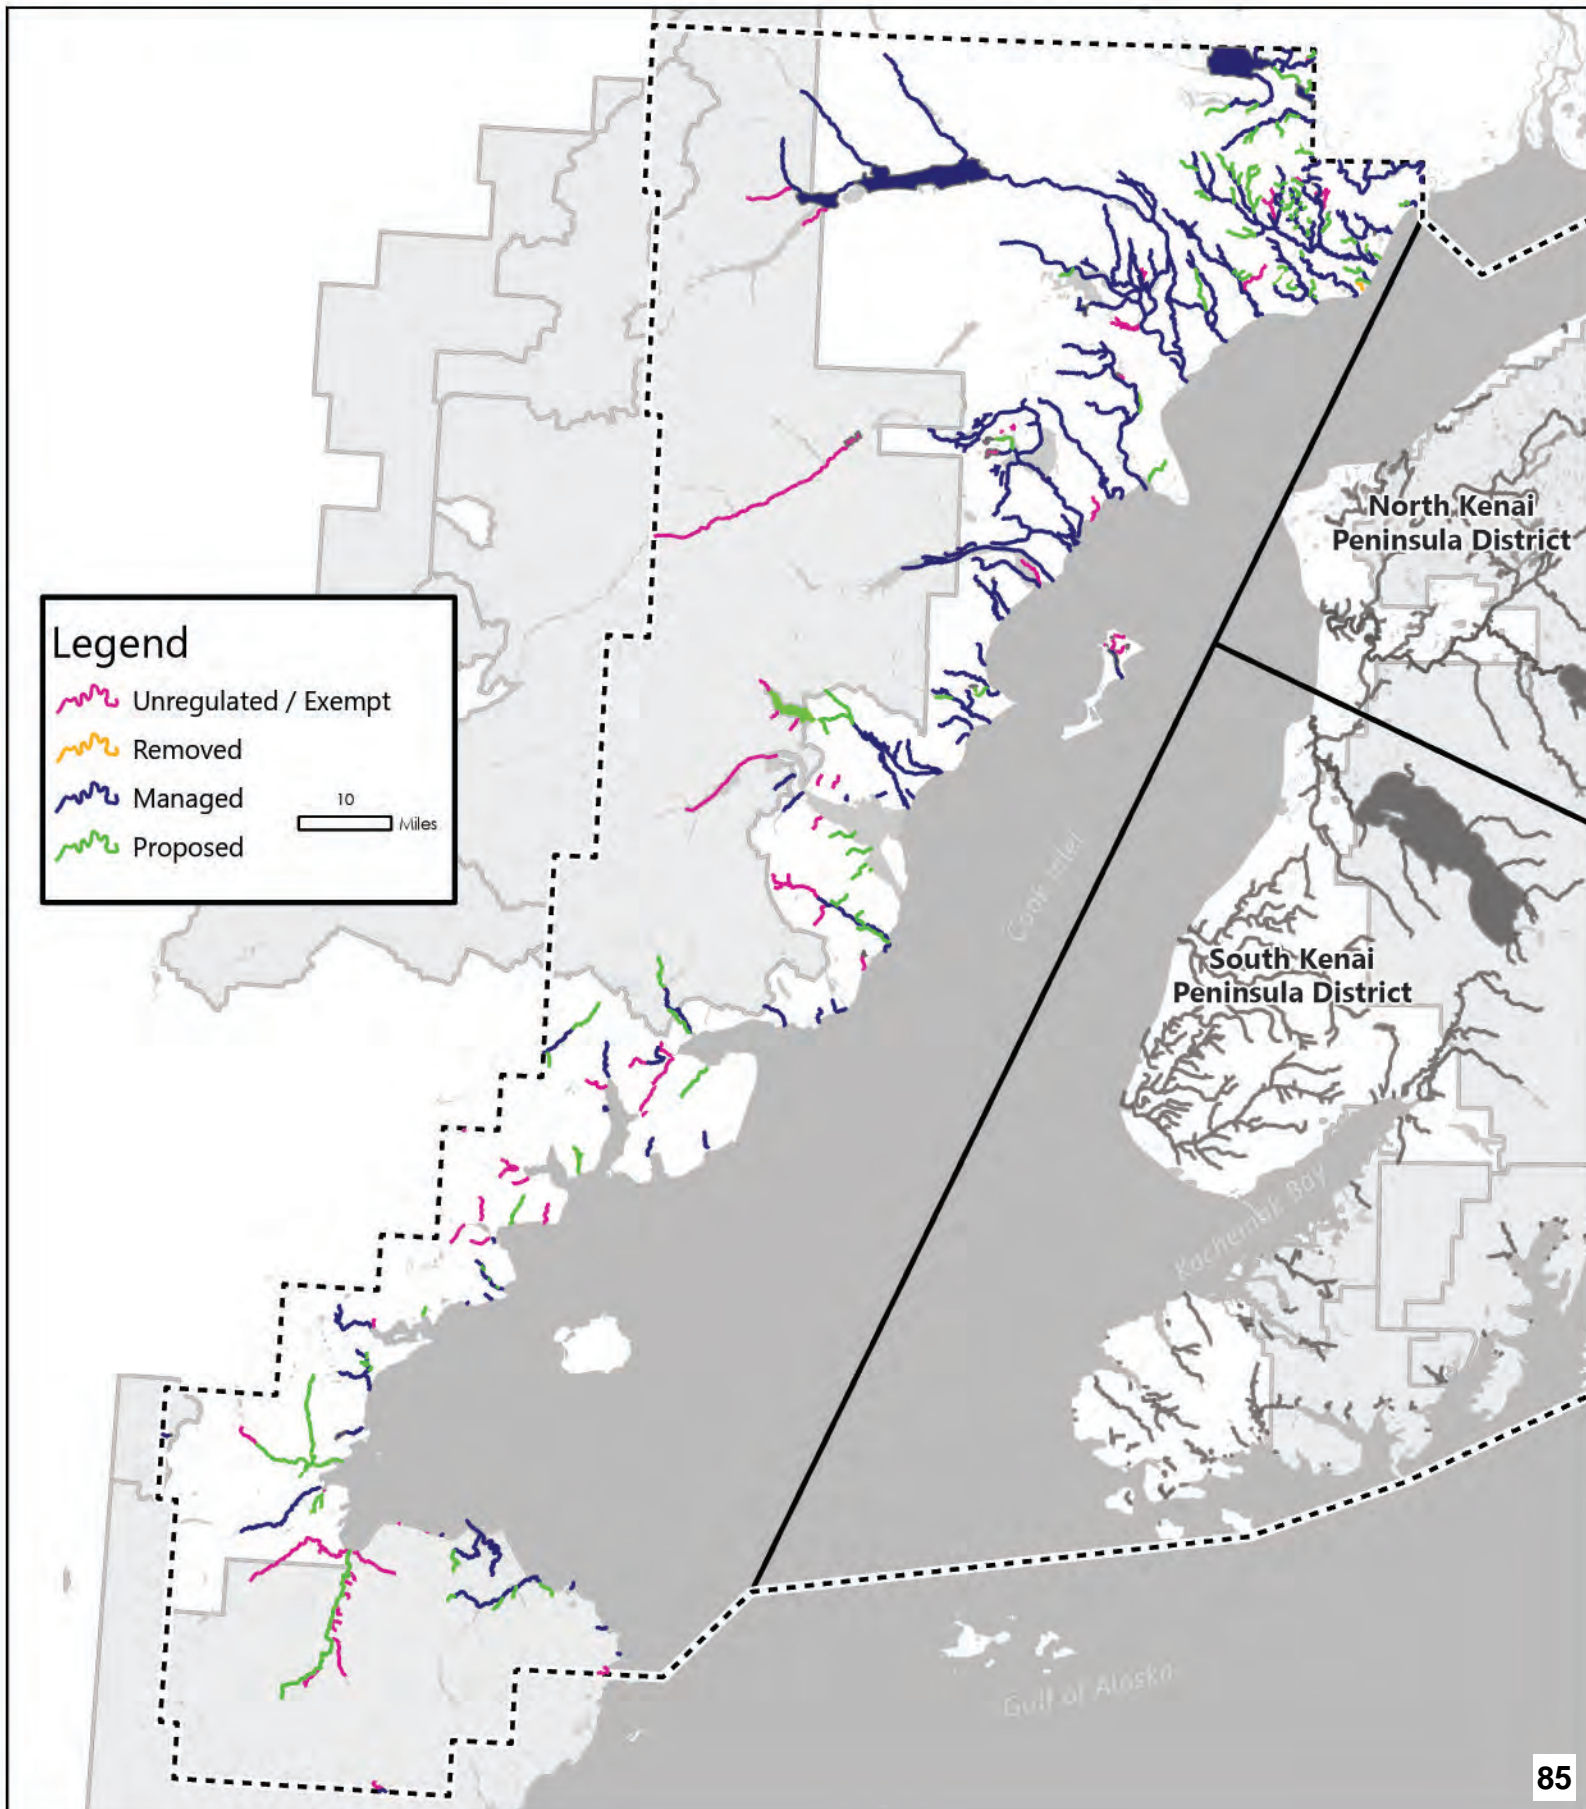 North Kenai
Peninsula District
Legend
Unregulated / Exempt
Removed
Managed
10
Miles
Proposed
Cook Inlet
South Kenai
Peninsula District
Kachemak Bay
Gulf of Alaska
85